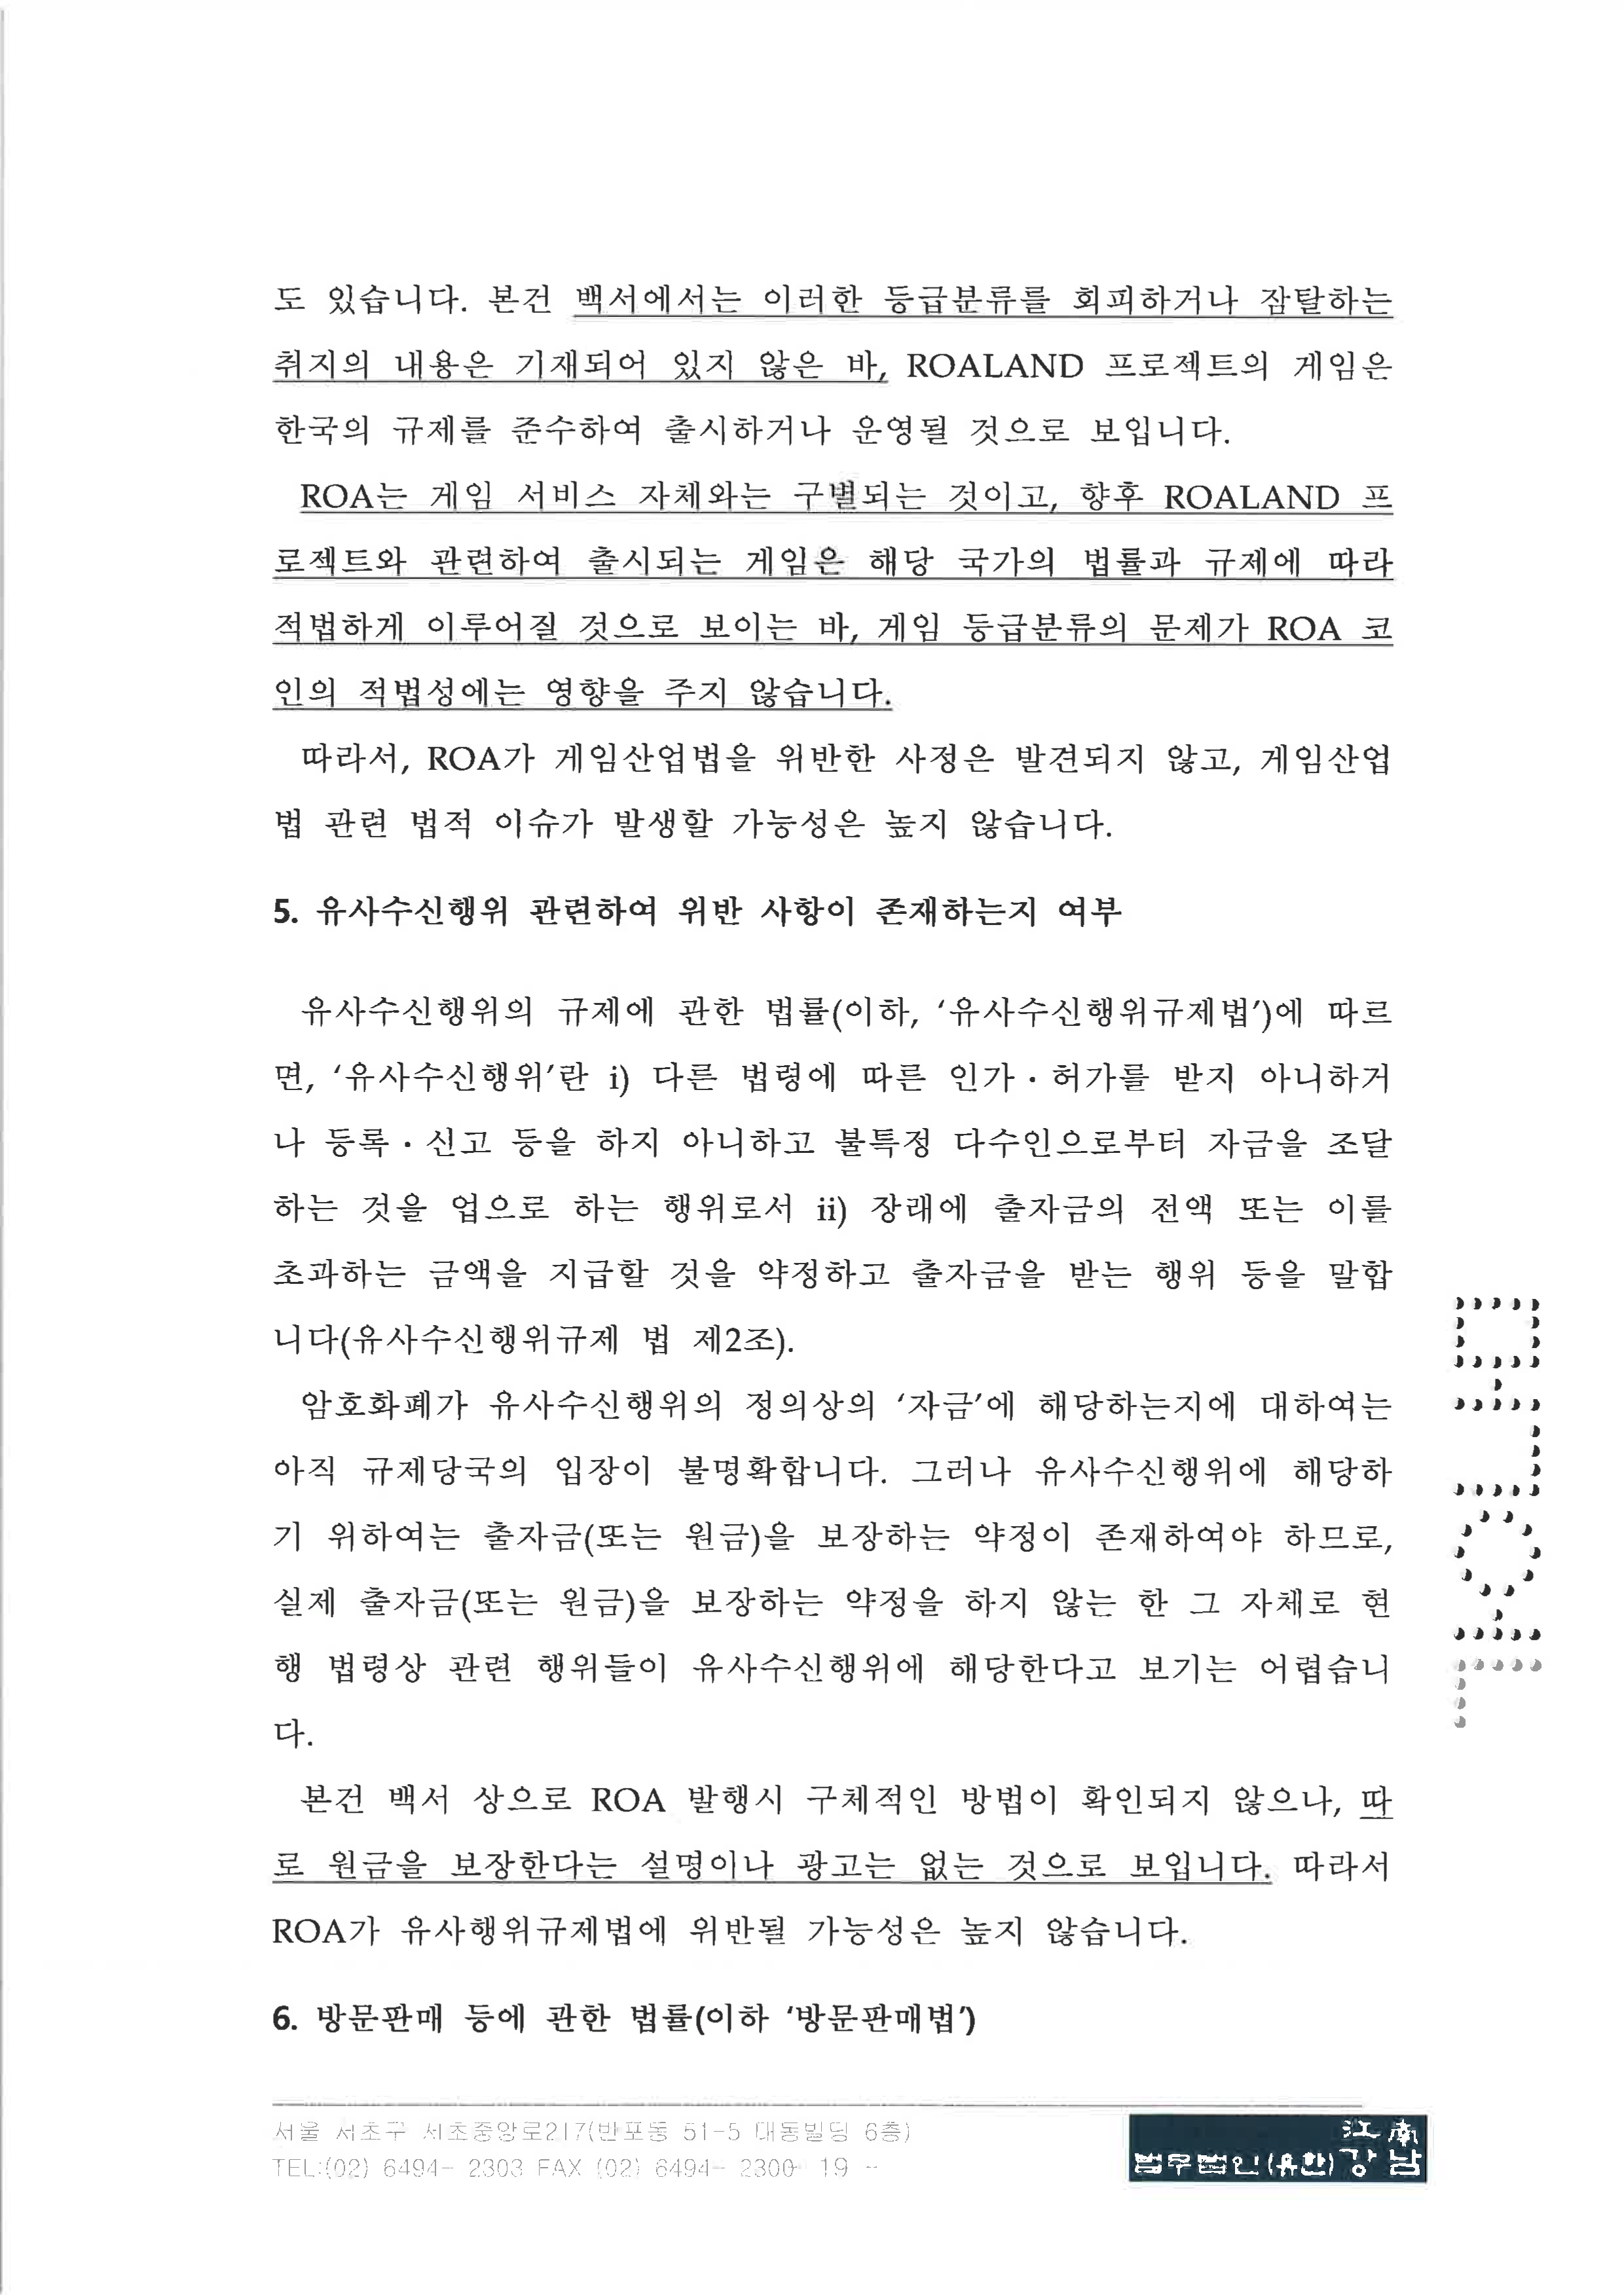 도 있습니다. 본건 백서에서는 이러한 등급분류를 회피하거나 잠탈하는
취지의 내용은 기재되어 있지 않은 바, ROALAND 프로젝트의 게임은
한국의 규제를 준수하여 출시하거나 운영될 것으로 보입니다.
ROA는 게임 서비스 자체와는 구별되는 것이고, 향후 ROALAND 프
로젝트와 관련하여 출시되는 게임은 해당 국가의 법률과 규제에 따라
적법하게 이루어질 것으로 보이는 바, 게임 등급분류의 문제가 ROA 코
인의 적법성에는 영향을 주지 않습니다.
따라서, ROA가 게임산업법을 위반한 사정은 발견되지 않고, 게임산업
법 관련 법적 이슈가 발생할 가능성은 높지 않습니다.
5. 유사수신행위 관련하여 위반 사항이 존재하는지 여부
유사수신행위의 규제에 관한 법률(이하, ‘유사수신행위규제법’)에 따르
면, ‘유사수신행위’란 i) 다른 법령에 따른 인가·허가를 받지 아니하거
나 등록·신고 등을 하지 아니하고 불특정 다수인으로부터 자금을 조달
하는 것을 업으로 하는 행위로서 ii) 장래에 출자금의 전액 또는 이를
초과하는 금액을 지급할 것을 약정하고 출자금을 받는 행위 등을 말합
니다(유사수신행위규제 법 제2조).
암호화폐가 유사수신행위의 정의상의 ‘자금’에 해당하는지에 대하여는
아직 규제당국의 입장이 불명확합니다. 그러나 유사수신행위에 해당하
기 위하여는 출자금(또는 원금)을 보장하는 약정이 존재하여야 하므로,
실제 출자금(또는 원금)을 보장하는 약정을 하지 않는 한 그 자체로 현
행 법령상 관련 행위들이 유사수신행위에 해당한다고 보기는 어렵습니
다.
본건 백서 상으로 ROA 발행시 구체적인 방법이 확인되지 않으나, 따
로 원금을 보장한다는 설명이나 광고는 없는 것으로 보입니다. 따라서
ROA가 유사행위규제법에 위반될 가능성은 높지 않습니다.
6. 방문판매 등에 관한 법률(이하 ‘방문판매법’)
서울 서초구 서초중앙로217(반포동 51-5 대동빌딩 6층)
TEL:(02) 6494- 2303 FAX (02) 6494- 2300- 19 -
江南
법무법인(유한)강남